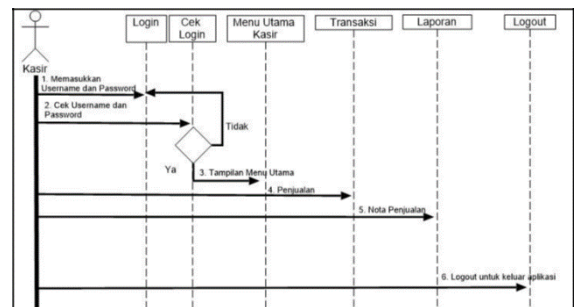 Login
Cek
Login
Menu Utama
Kasir
Transaksi
Laporan
Logout
Kasir
1. Memasukkan
Username dan Password
2. Cek Username dan
Password
Tidak
Ya
3. Tampilan Menu Utama
4. Penjualan
5. Nota Penjualan
6. Logout untuk keluar aplikasi